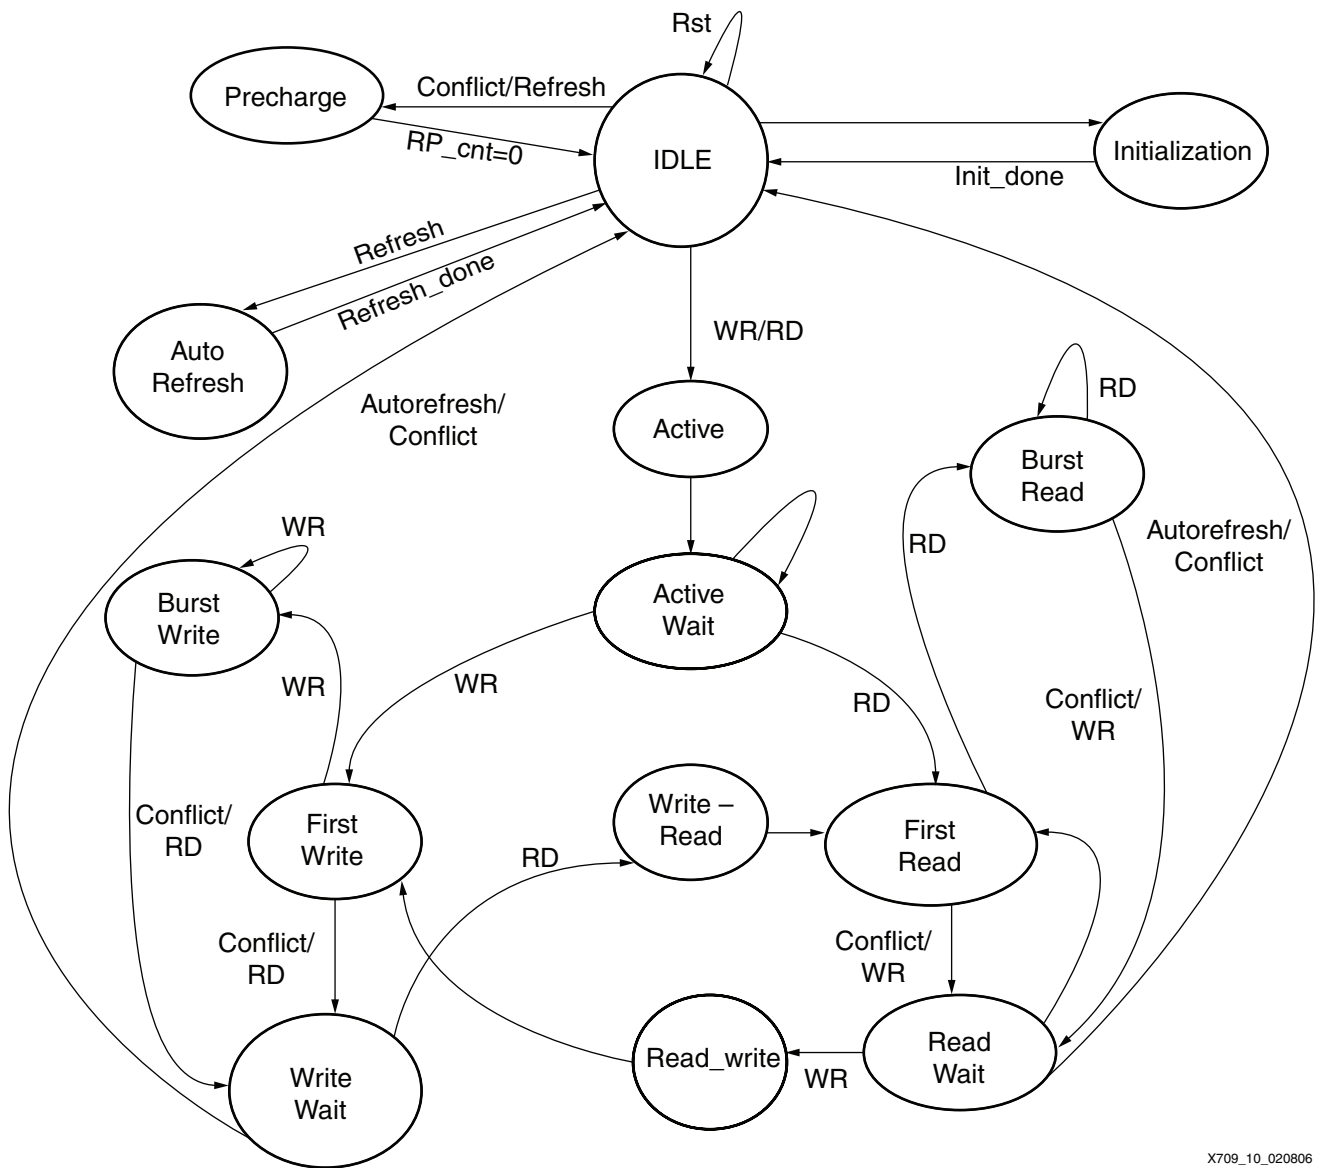 Rst
Precharge
Conflict/Refresh
RP_cnt=0
IDLE
Initialization
Init_done
Refresh
Refresh_done
Auto
Refresh
WR/RD
Autorefresh/
Conflict
Active
RD
Burst
Read
WR
RD
Autorefresh/
Conflict
Burst
Write
Active
Wait
WR
WR
RD
Conflict/
WR
Conflict/
RD
First
Write
Write –
Read
First
Read
RD
Conflict/
RD
Conflict/
WR
Write
Wait
Read_write
WR
Read
Wait
X709_10_020806